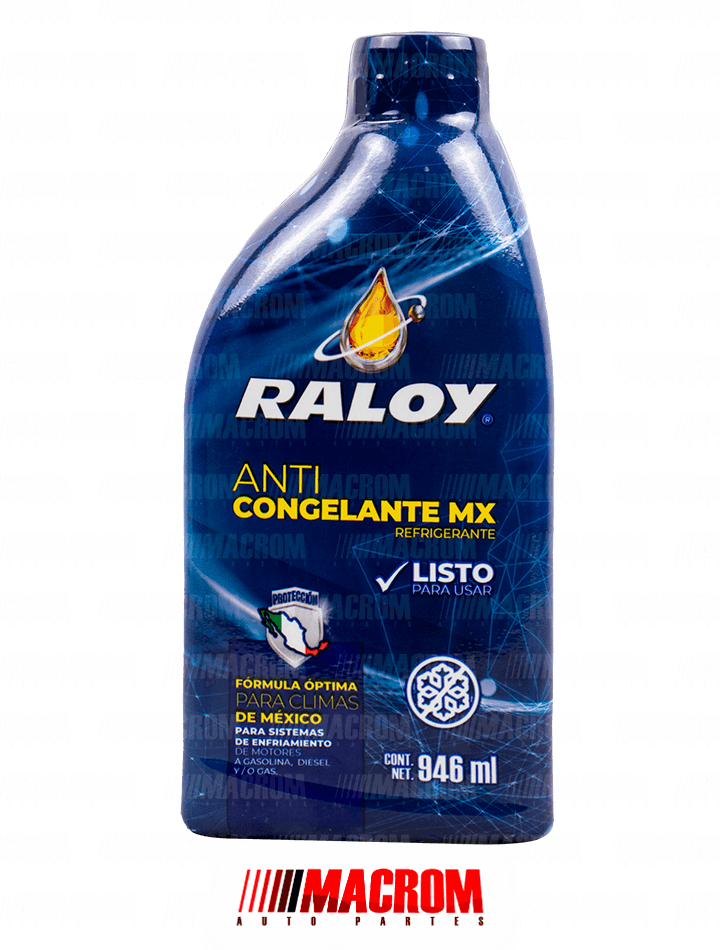 RALOY®
ANTI
CONGELANTE MX
REFRIGERANTE
LISTO
PARA USAR
PROTECCIÓN
FÓRMULA ÓPTIMA
PARA CLIMAS
DE MÉXICO
PARA SISTEMAS
DE ENFRIAMIENTO
DE MOTORES
A GASOLINA, DIESEL
Y / O GAS.
CONT.
NET. 946 ml
MACROM
AUTO PARTES